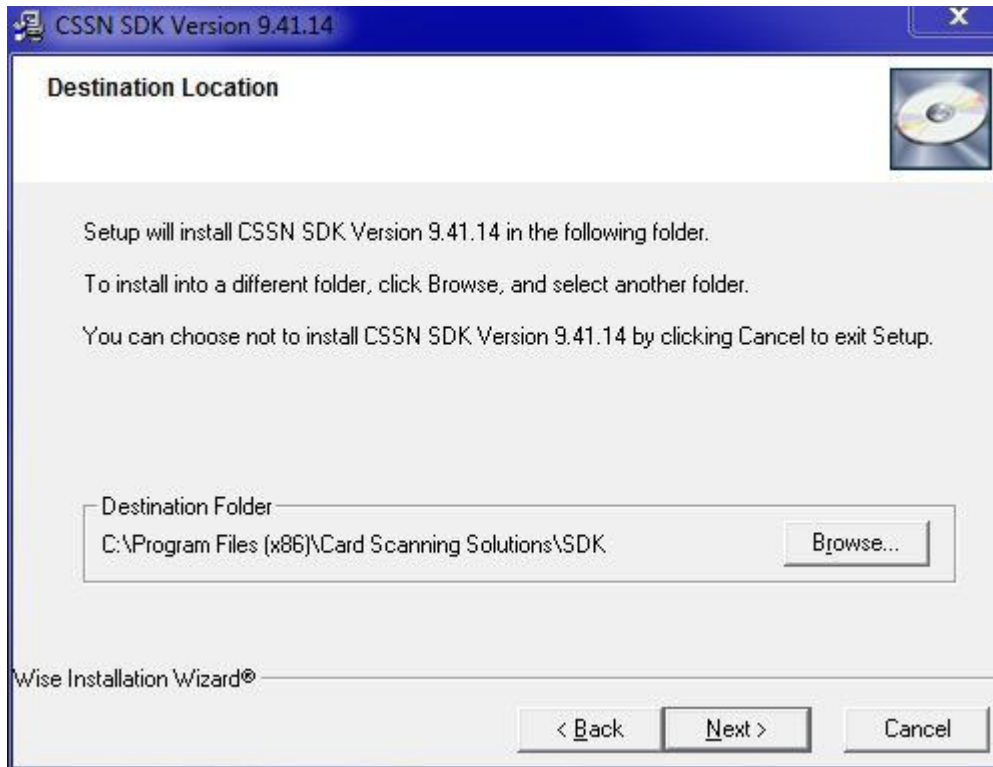 CSSN SDK Version 9.41.14
X
Destination Location
Setup will install CSSN SDK Version 9.41.14 in the following folder.
To install into a different folder, click Browse, and select another folder.
You can choose not to install CSSN SDK Version 9.41.14 by clicking Cancel to exit Setup.
Destination Folder
C:\Program Files (x86)\Card Scanning Solutions\SDK
Browse...
Wise Installation Wizard®
< Back
Next >
Cancel